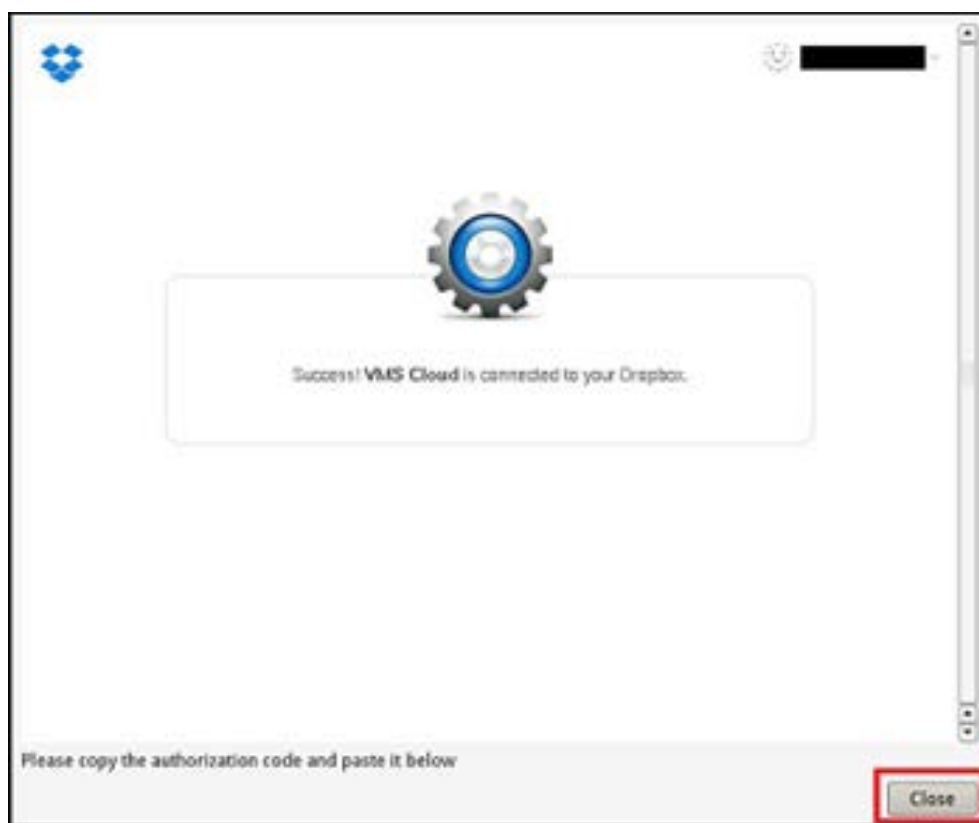 Success! VMS Cloud is connected to your Dropbox.
Please copy the authorization code and paste it below
Close